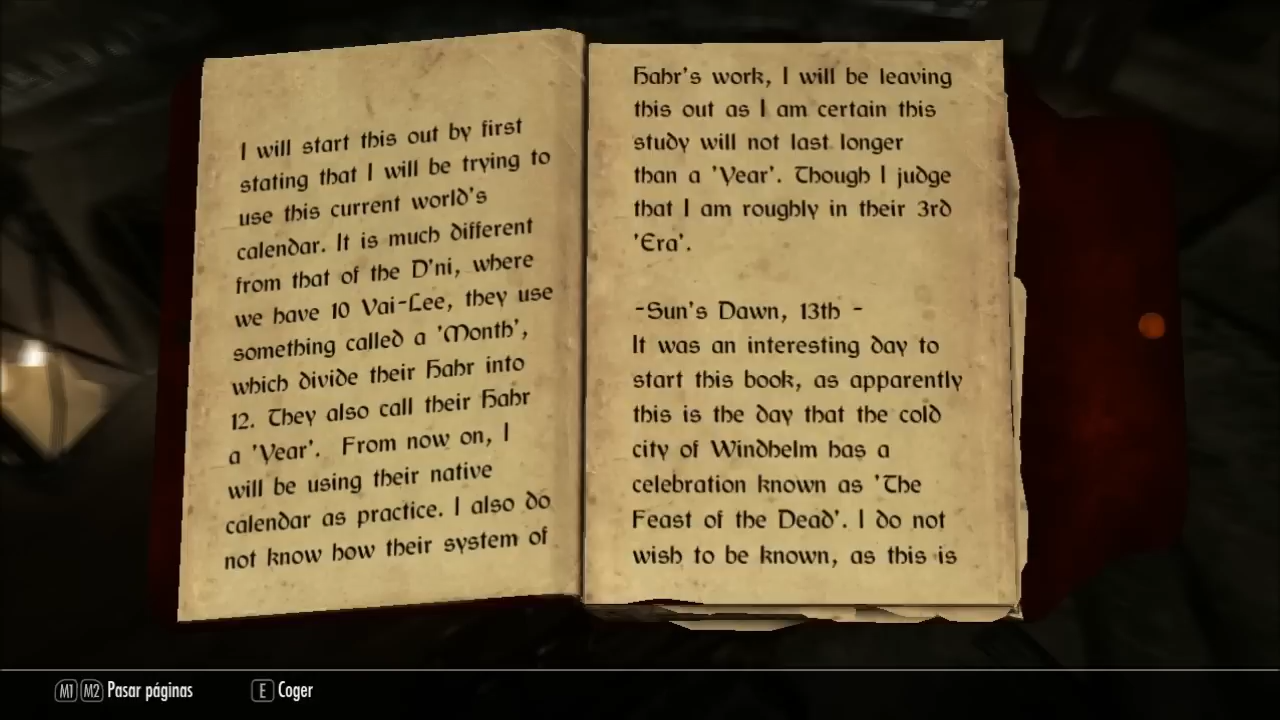 I will start this out by first
stating that I will be trying to
use this current world's
calendar. It is much different
from that of the D'ni, where
we have 10 Vai-Lee, they use
something called a 'Month',
which divide their Hahr into
12. They also call their Hahr
a 'Year'. From now on, I
will be using their native
calendar as practice. I also do
not know how their system of
Hahr's work, I will be leaving
this out as I am certain this
study will not last longer
than a 'Year'. Though I judge
that I am roughly in their 3rd
'Era'.
-Sun's Dawn, 13th -
It was an interesting day to
start this book, as apparently
this is the day that the cold
city of Windhelm has a
celebration known as 'The
Feast of the Dead'. I do not
wish to be known, as this is
M1 M2 Pasar páginas E Coger